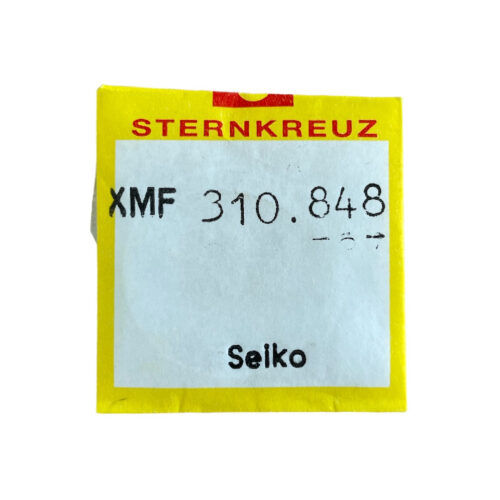 STERNKREUZ
XMF 310.848
Seiko